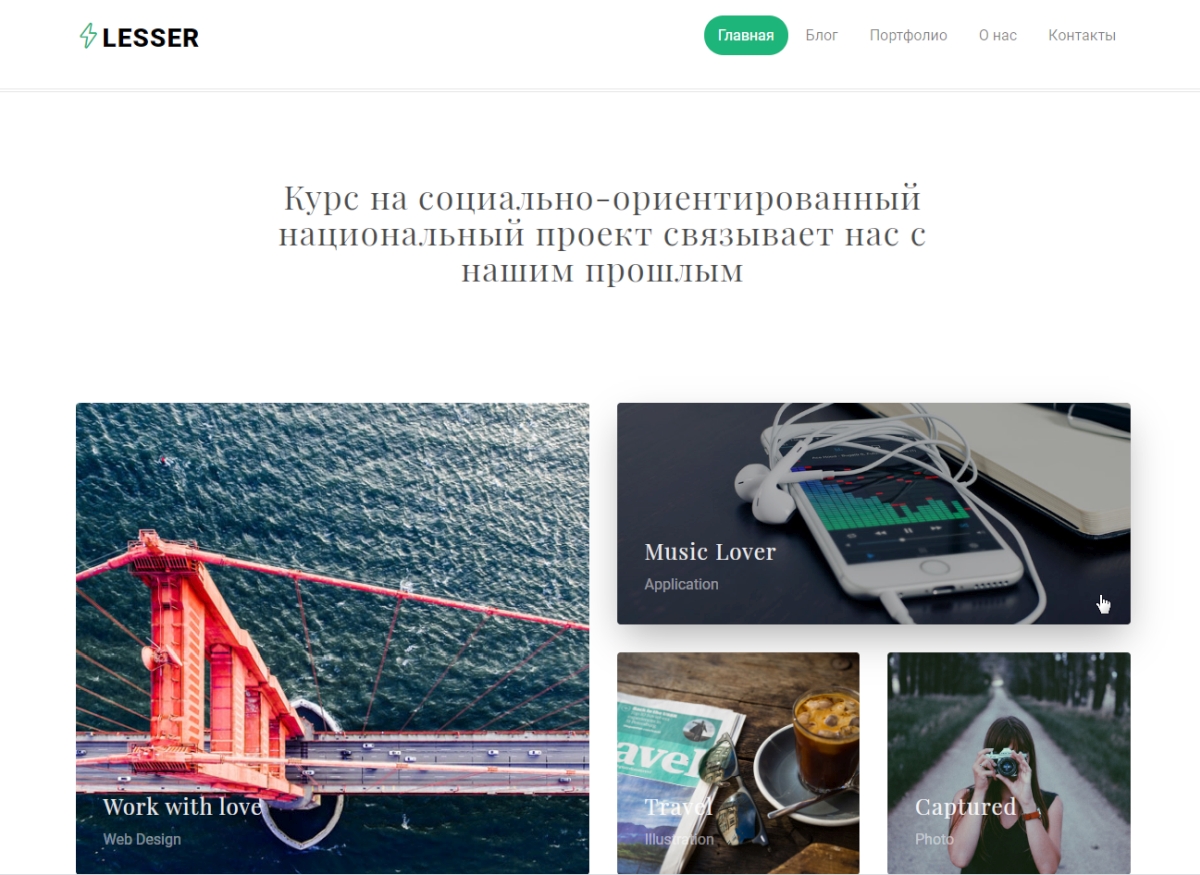 LESSER
Главная Блог Портфолио О нас Контакты
Курс на социально-ориентированный
национальный проект связывает нас с
нашим прошлым
Music Lover
Application
avel
Work with love
Web Design
Travel
Illustration
Captured
Photo